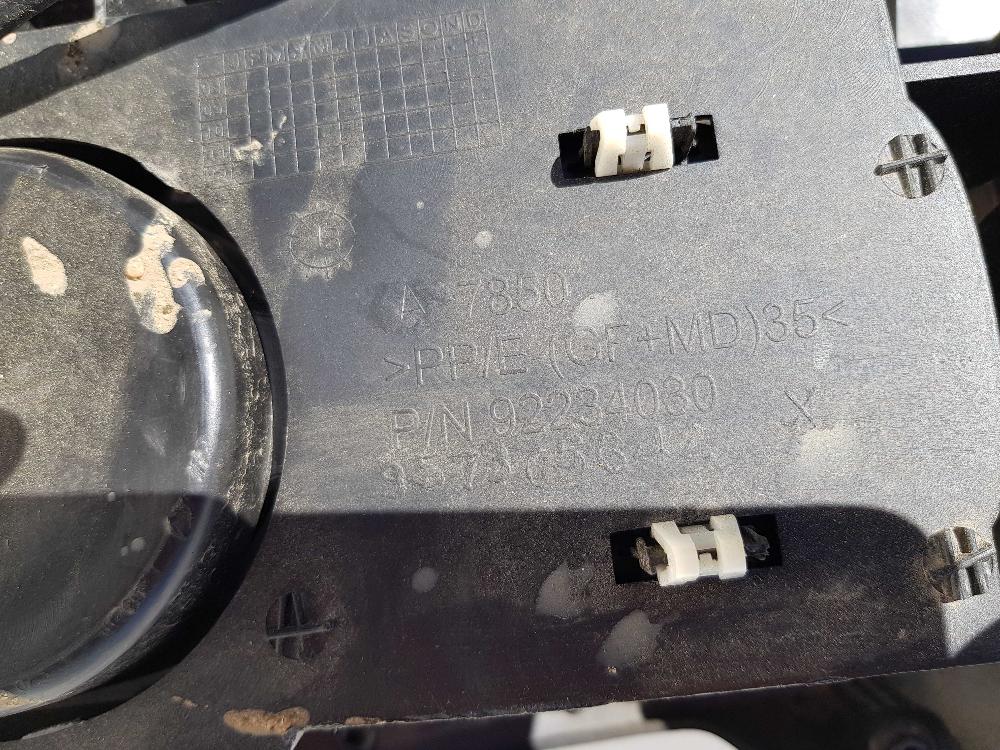 J F M A M J J A S O N D
A 7850
>PP/E (GF+MD)35<
P/N 92234030
X